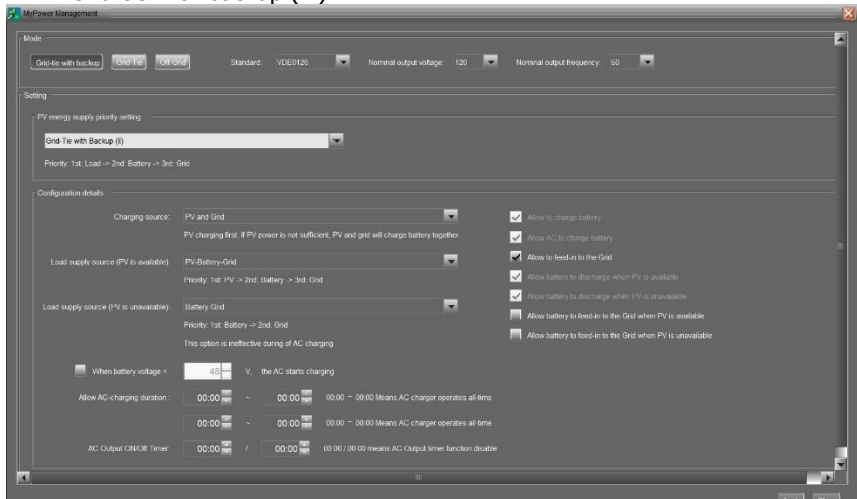 MyPower Management
Mode
Grid-tie with backup Grid-Tie Off-Grid Standard: VDE0126 Nominal output voltage: 120 Nominal output frequency: 60
Setting
PV energy supply priority setting
Grid-Tie with Backup (II)
Priority: 1st: Load -> 2nd: Battery -> 3rd: Grid
Configuration details
Charging source: PV and Grid Allow to charge battery
PV charging first. If PV power is not sufficient, PV and grid will charge battery together Allow AC to charge battery
Allow to feed-in to the Grid
Load supply source (PV is available): PV-Battery-Grid
Priority: 1st: PV -> 2nd: Battery -> 3rd: Grid Allow battery to discharge when PV is available
Allow battery to discharge when PV is unavailable
Load supply source (PV is unavailable): Battery-Grid
Priority: 1st: Battery -> 2nd: Grid Allow battery to feed-in to the Grid when PV is available
This option is ineffective during of AC charging Allow battery to feed-in to the Grid when PV is unavailable
When battery voltage < 48 V, the AC starts charging
Allow AC-charging duration : 00:00 ~ 00:00 00:00 ~ 00:00 Means AC charger operates all-time
00:00 ~ 00:00 00:00 ~ 00:00 Means AC charger operates all-time
AC Output ON/Off Timer: 00:00 / 00:00 00:00 / 00:00 means AC Output timer function disable